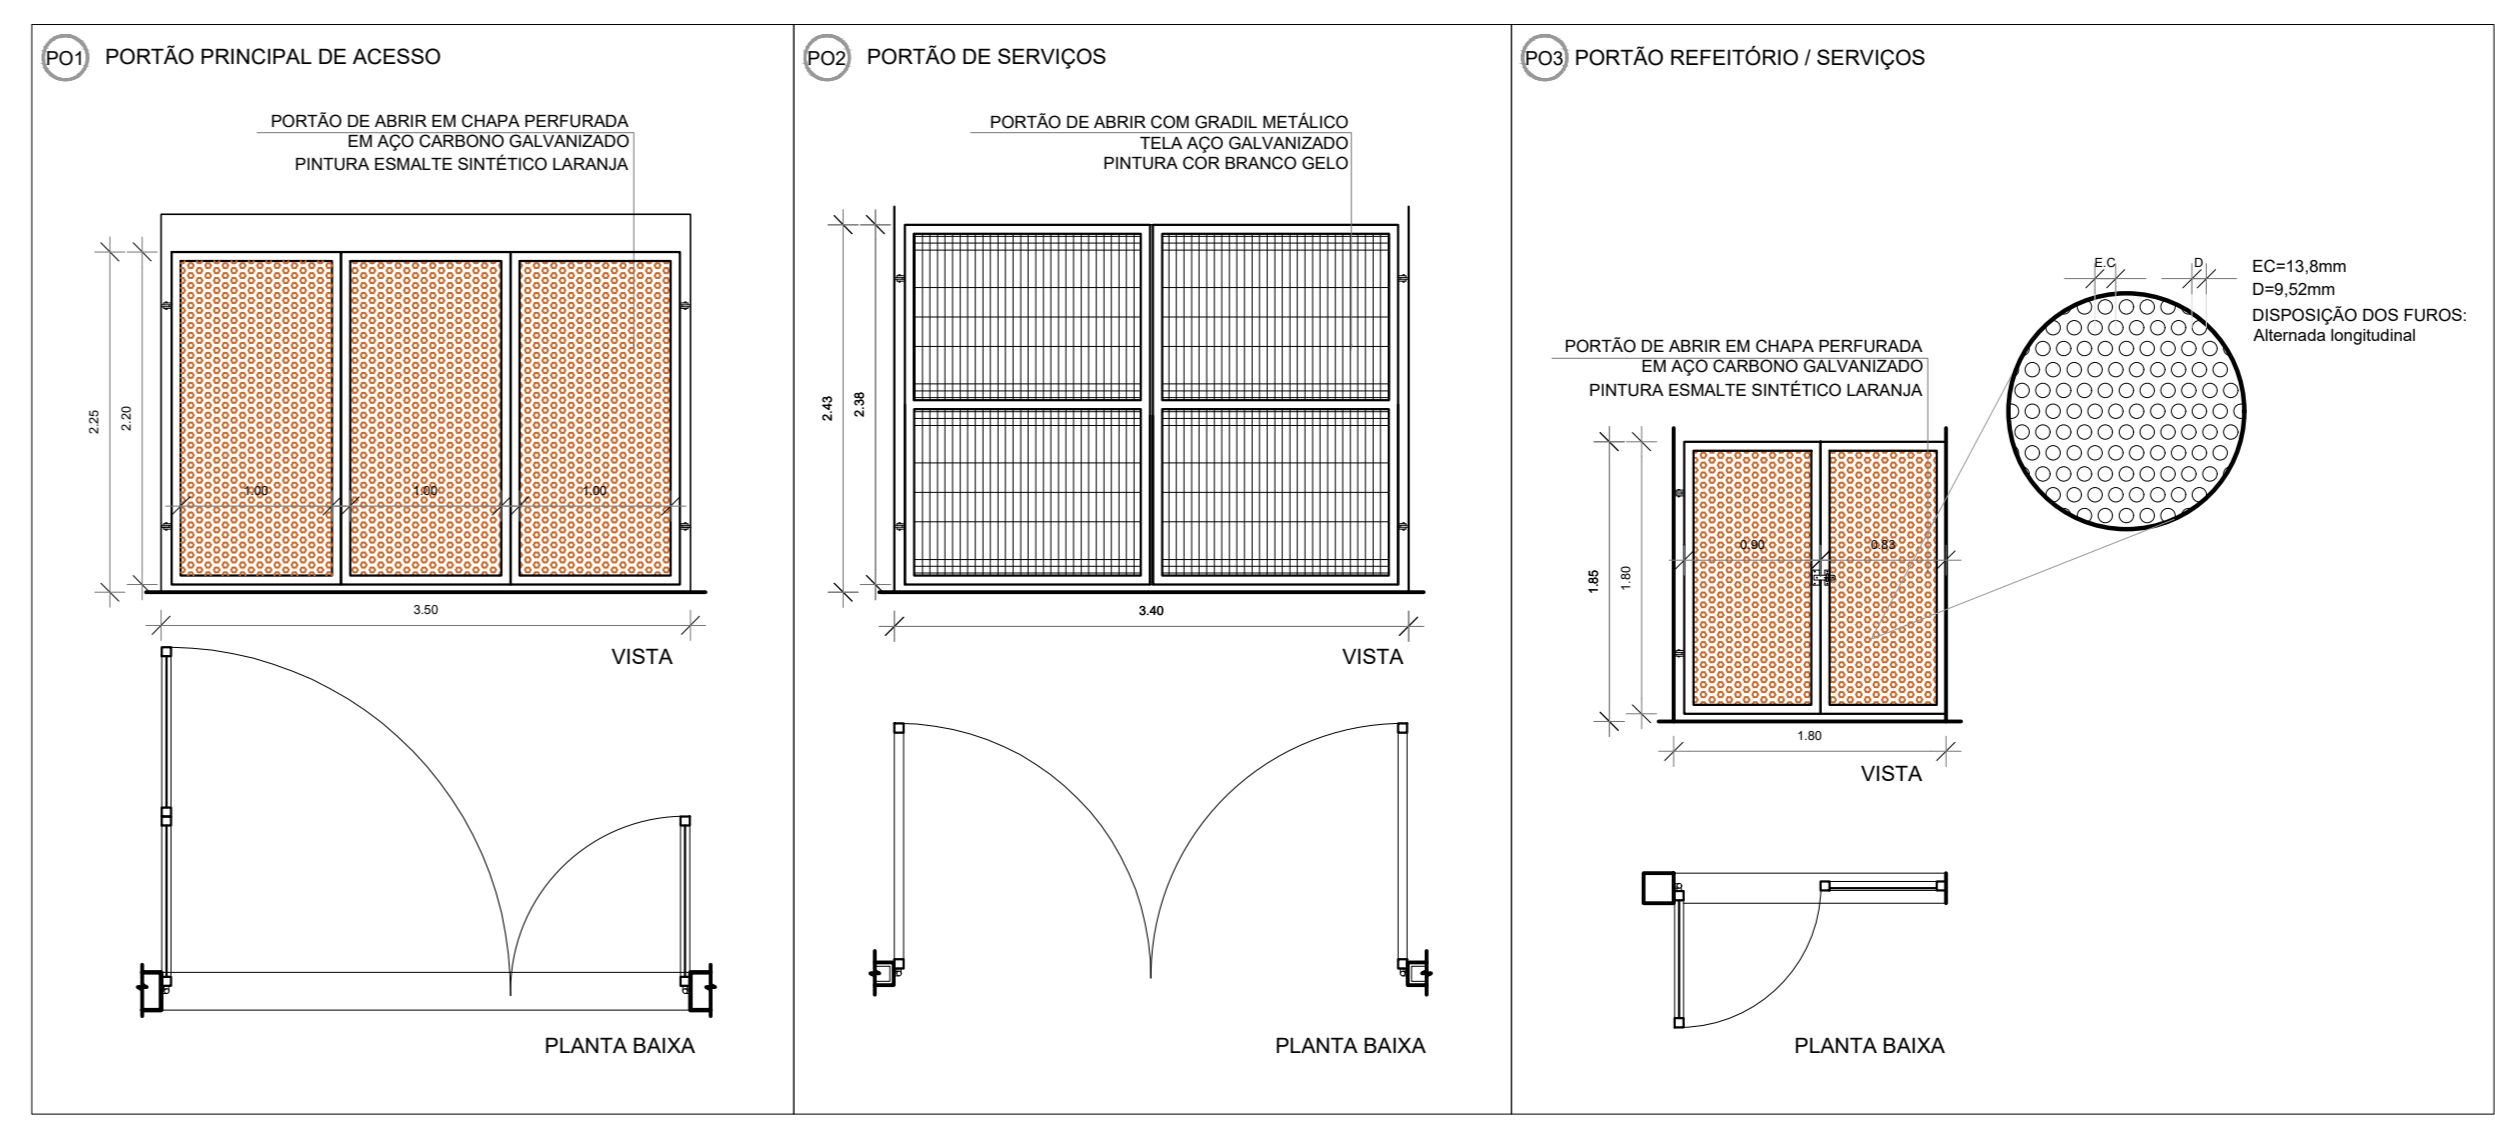 PO1 PORTÃO PRINCIPAL DE ACESSO
PORTÃO DE ABRIR EM CHAPA PERFURADA
EM AÇO CARBONO GALVANIZADO
PINTURA ESMALTE SINTÉTICO LARANJA
2.25
2.20
1.00
1.00
1.00
3.50
VISTA
PLANTA BAIXA
PO2 PORTÃO DE SERVIÇOS
PORTÃO DE ABRIR COM GRADIL METÁLICO
TELA AÇO GALVANIZADO
PINTURA COR BRANCO GELO
2.43
2.38
3.40
VISTA
PLANTA BAIXA
PO3 PORTÃO REFEITÓRIO / SERVIÇOS
E.C
D
EC=13,8mm
D=9,52mm
DISPOSIÇÃO DOS FUROS:
Alternada longitudinal
PORTÃO DE ABRIR EM CHAPA PERFURADA
EM AÇO CARBONO GALVANIZADO
PINTURA ESMALTE SINTÉTICO LARANJA
1.85
1.80
0.90
0.83
1.80
VISTA
PLANTA BAIXA